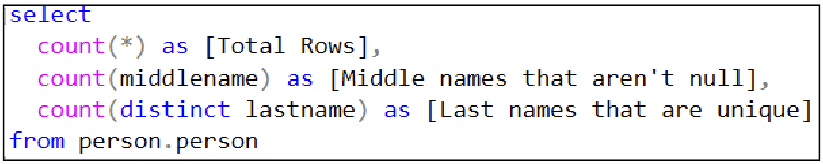 select
count(*) as [Total Rows],
count(middlename) as [Middle names that aren't null],
count(distinct lastname) as [Last names that are unique]
from person.person